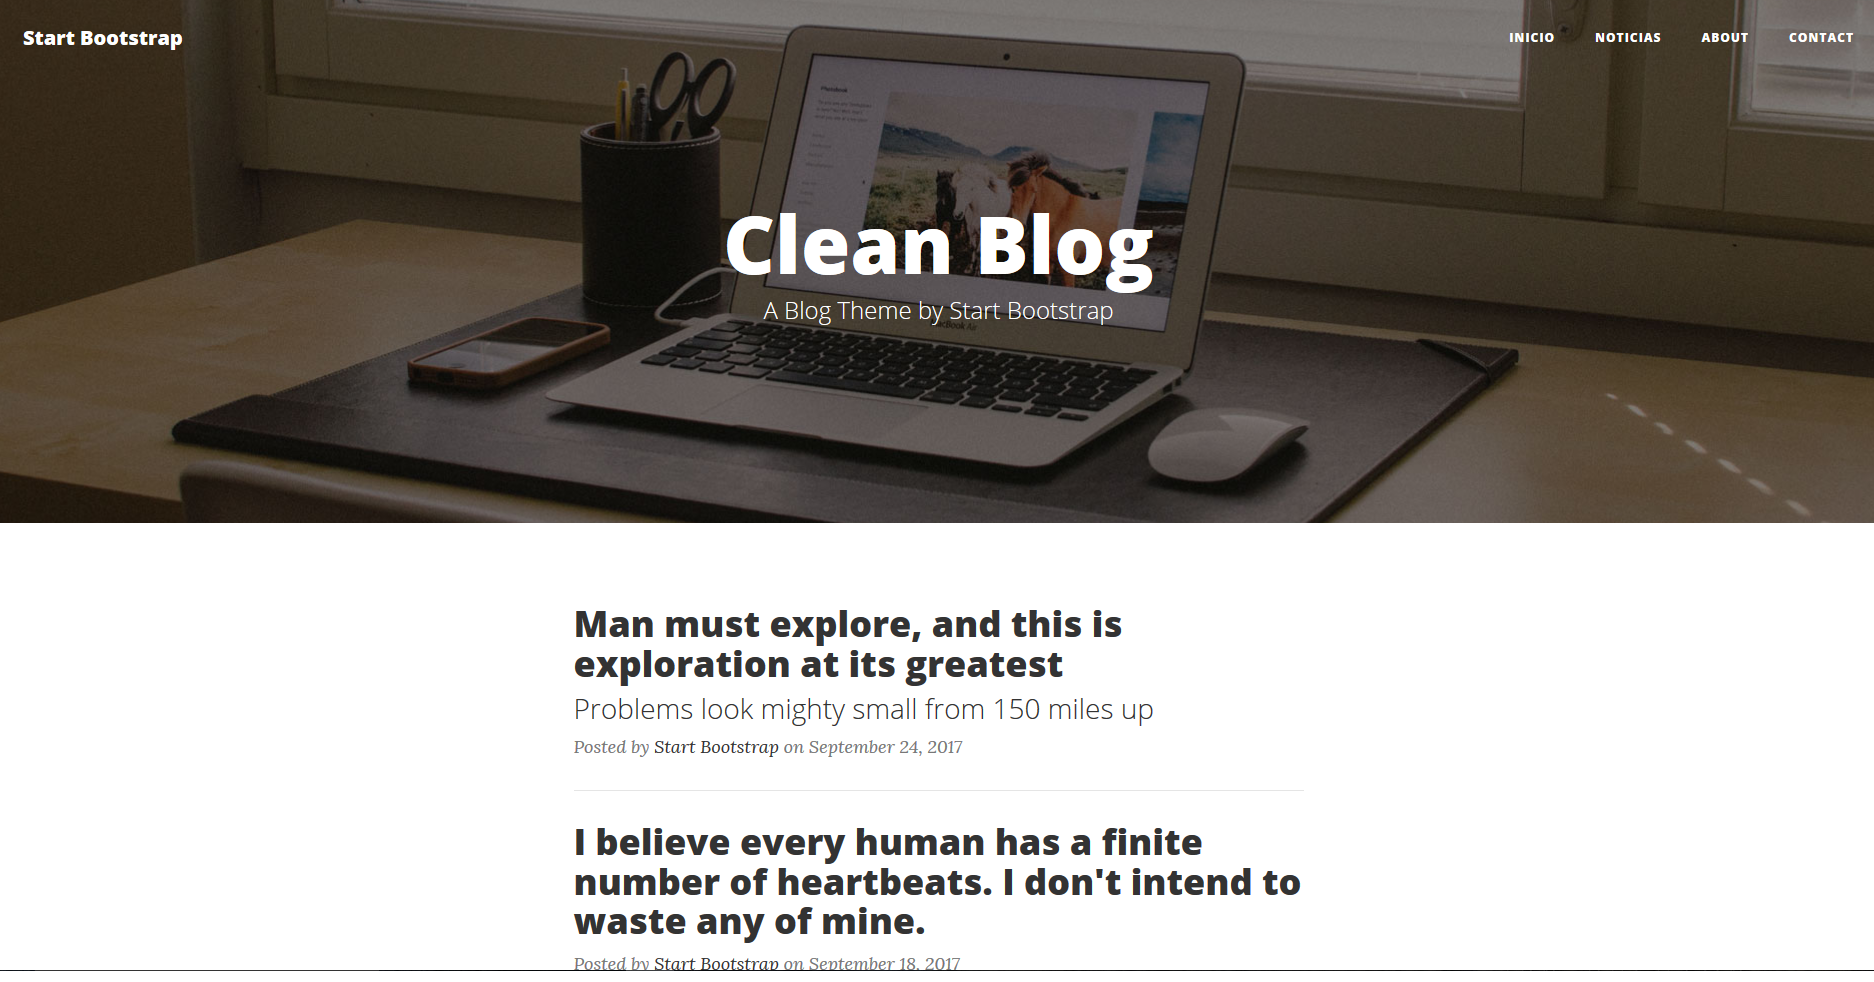 Start Bootstrap
INICIO NOTICIAS ABOUT CONTACT
Clean Blog
A Blog Theme by Start Bootstrap
Man must explore, and this is
exploration at its greatest
Problems look mighty small from 150 miles up
Posted by Start Bootstrap on September 24, 2017
I believe every human has a finite
number of heartbeats. I don't intend to
waste any of mine.
Posted by Start Bootstrap on September 18, 2017